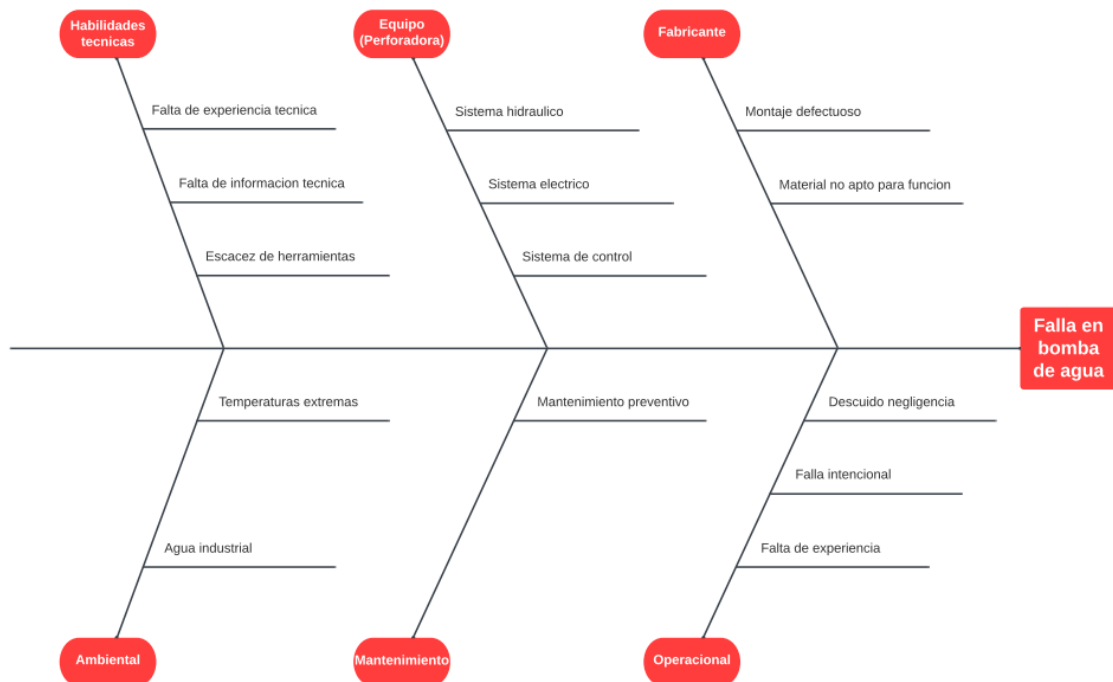 Habilidades
tecnicas
Equipo
(Perforadora)
Fabricante
Falta de experiencia tecnica
Sistema hidraulico
Montaje defectuoso
Falta de informacion tecnica
Sistema electrico
Material no apto para funcion
Escacez de herramientas
Sistema de control
Falla en
bomba
de agua
Temperaturas extremas
Mantenimiento preventivo
Descuido negligencia
Falla intencional
Agua industrial
Falta de experiencia
Ambiental
Mantenimiento
Operacional